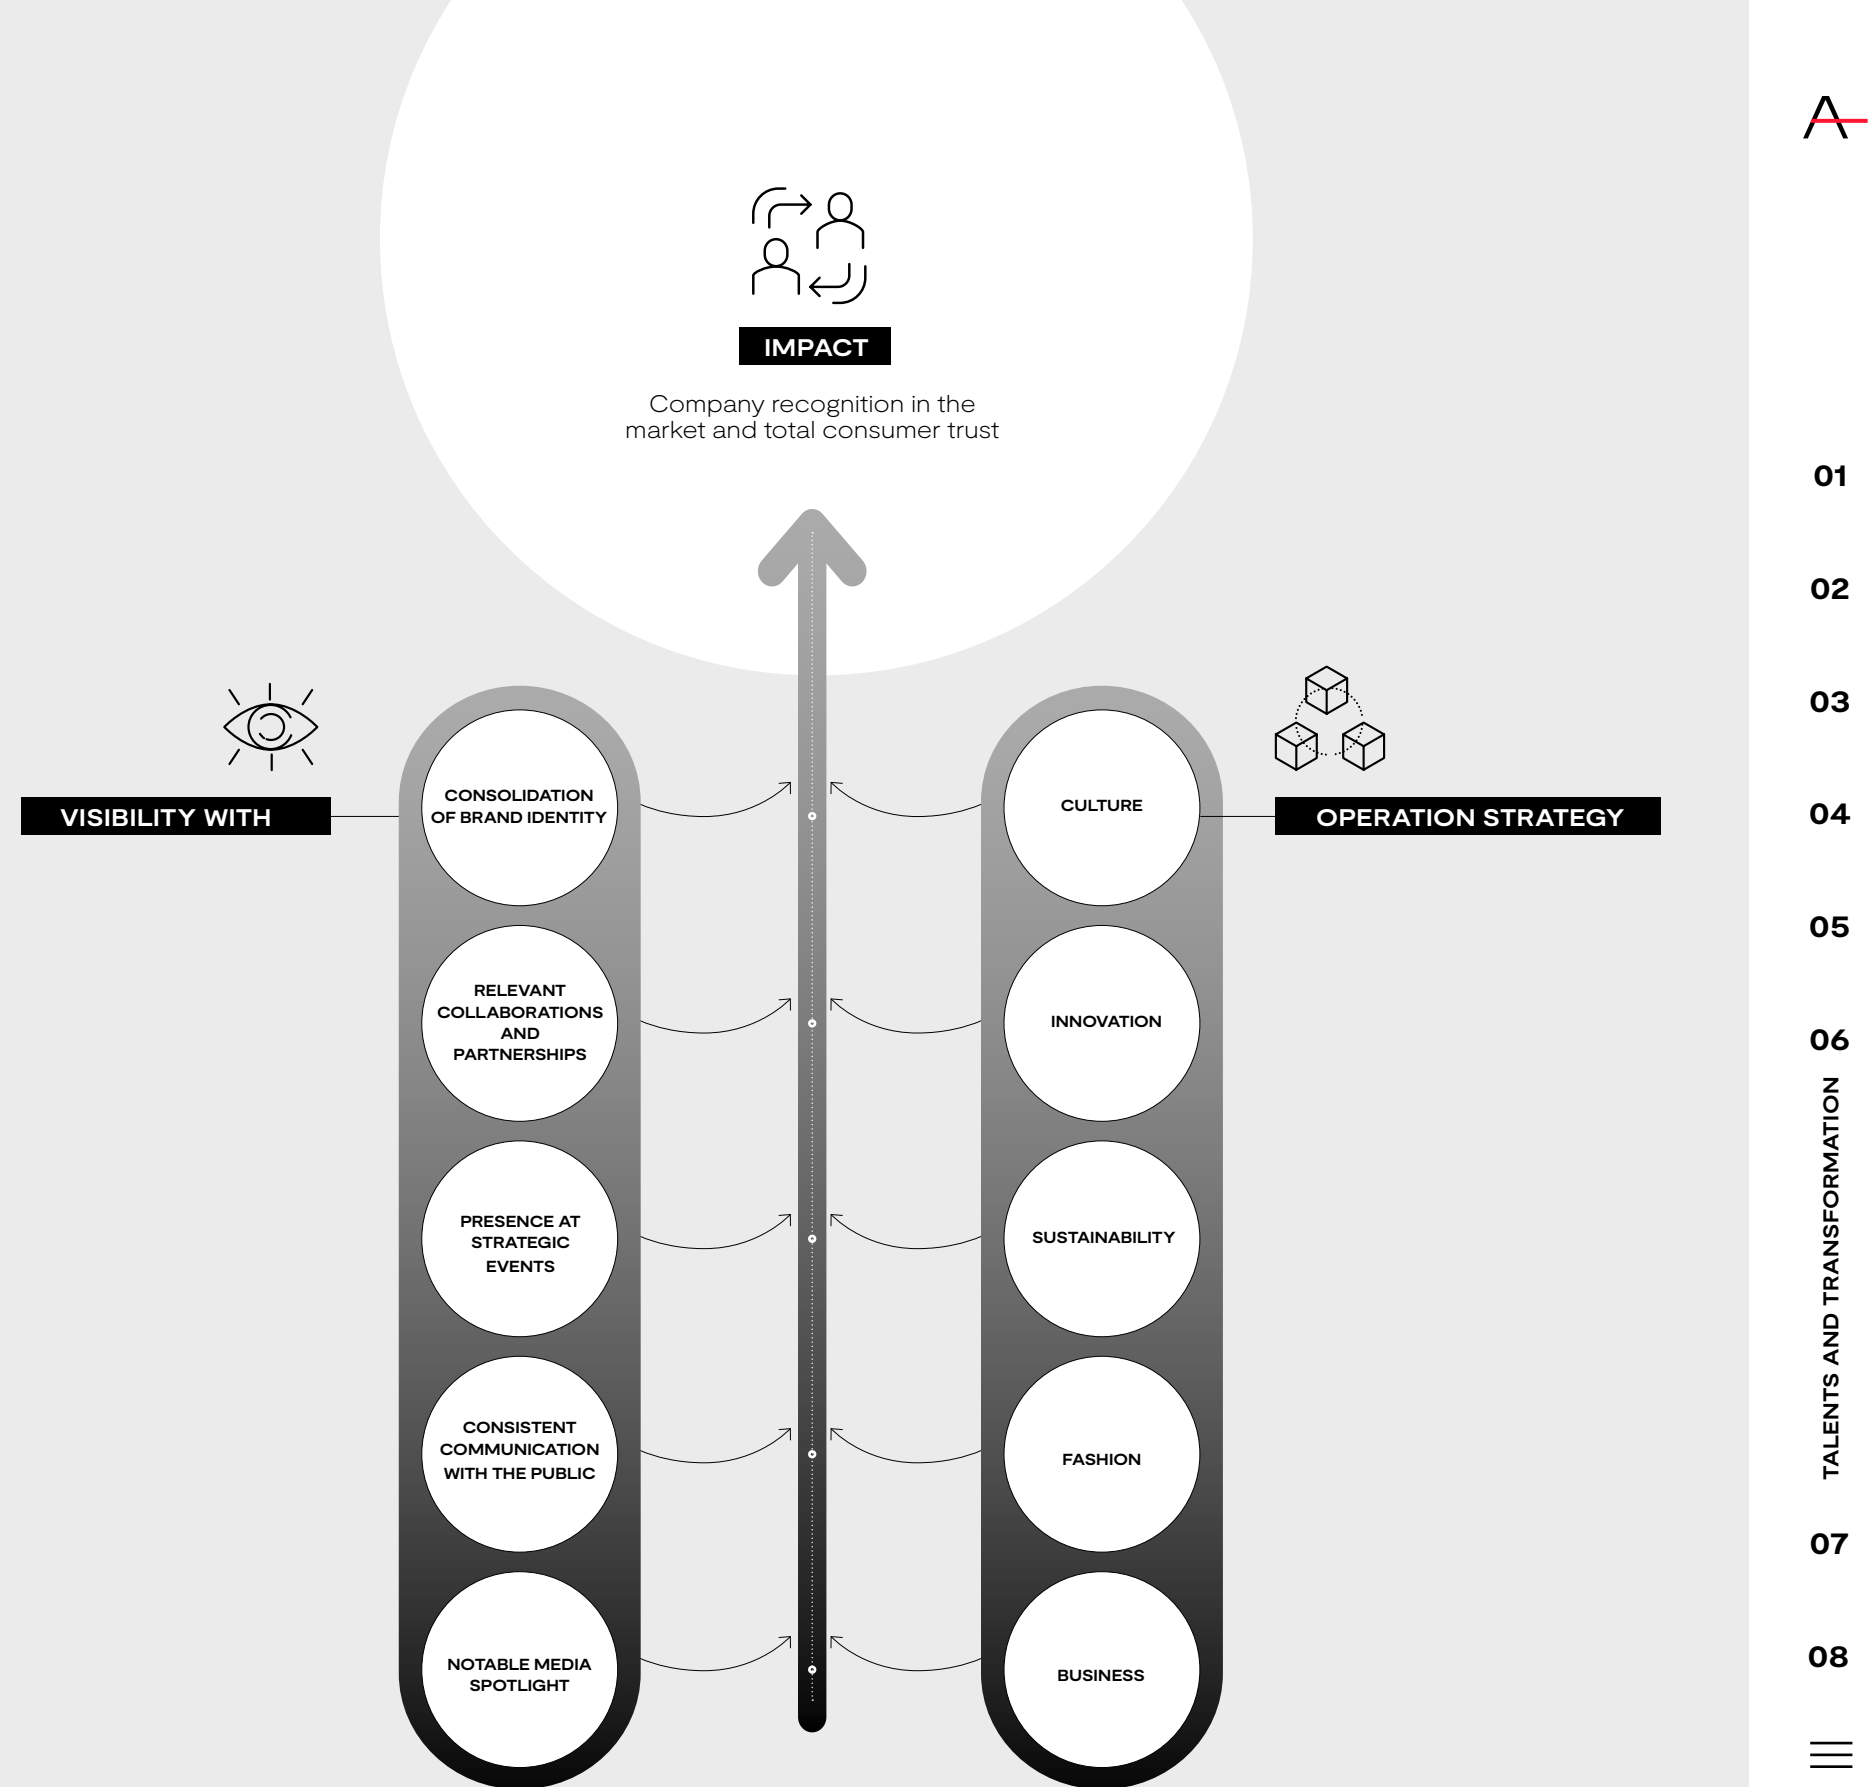 IMPACT
Company recognition in the
market and total consumer trust
VISIBILITY WITH
CONSOLIDATION
OF BRAND IDENTITY
RELEVANT
COLLABORATIONS
AND
PARTNERSHIPS
PRESENCE AT
STRATEGIC
EVENTS
CONSISTENT
COMMUNICATION
WITH THE PUBLIC
NOTABLE MEDIA
SPOTLIGHT
OPERATION STRATEGY
CULTURE
INNOVATION
SUSTAINABILITY
FASHION
BUSINESS
A
01
02
03
04
05
06
TALENTS AND TRANSFORMATION
07
08